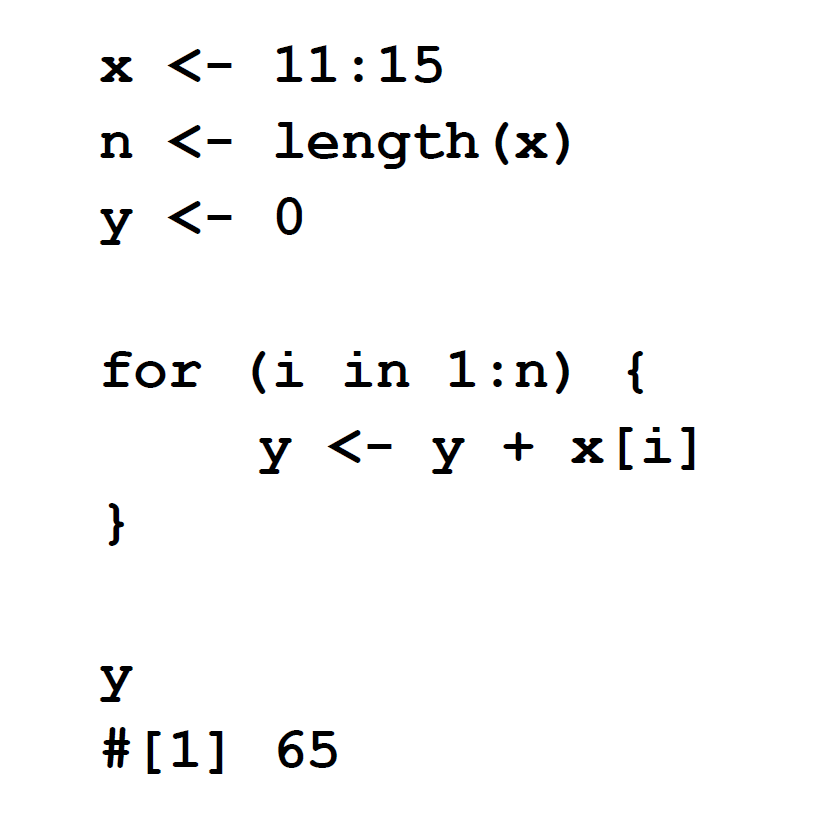 x <- 11:15
n <- length(x)
y <- 0
for (i in 1:n) {
     y <- y + x[i]
}
y
#[1] 65